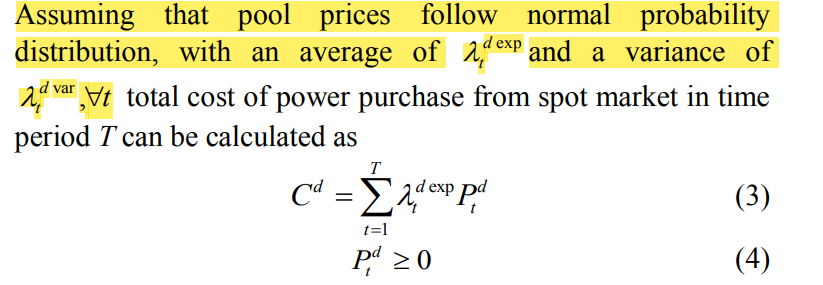 Assuming that pool prices follow normal probability
distribution, with an average of λ_t^{d exp} and a variance of
λ_t^{d var} ,∀t total cost of power purchase from spot market in time
period T can be calculated as
C^d = ∑_{t=1}^{T} λ_t^{d exp} P_t^d (3)
P_t^d ≥ 0 (4)